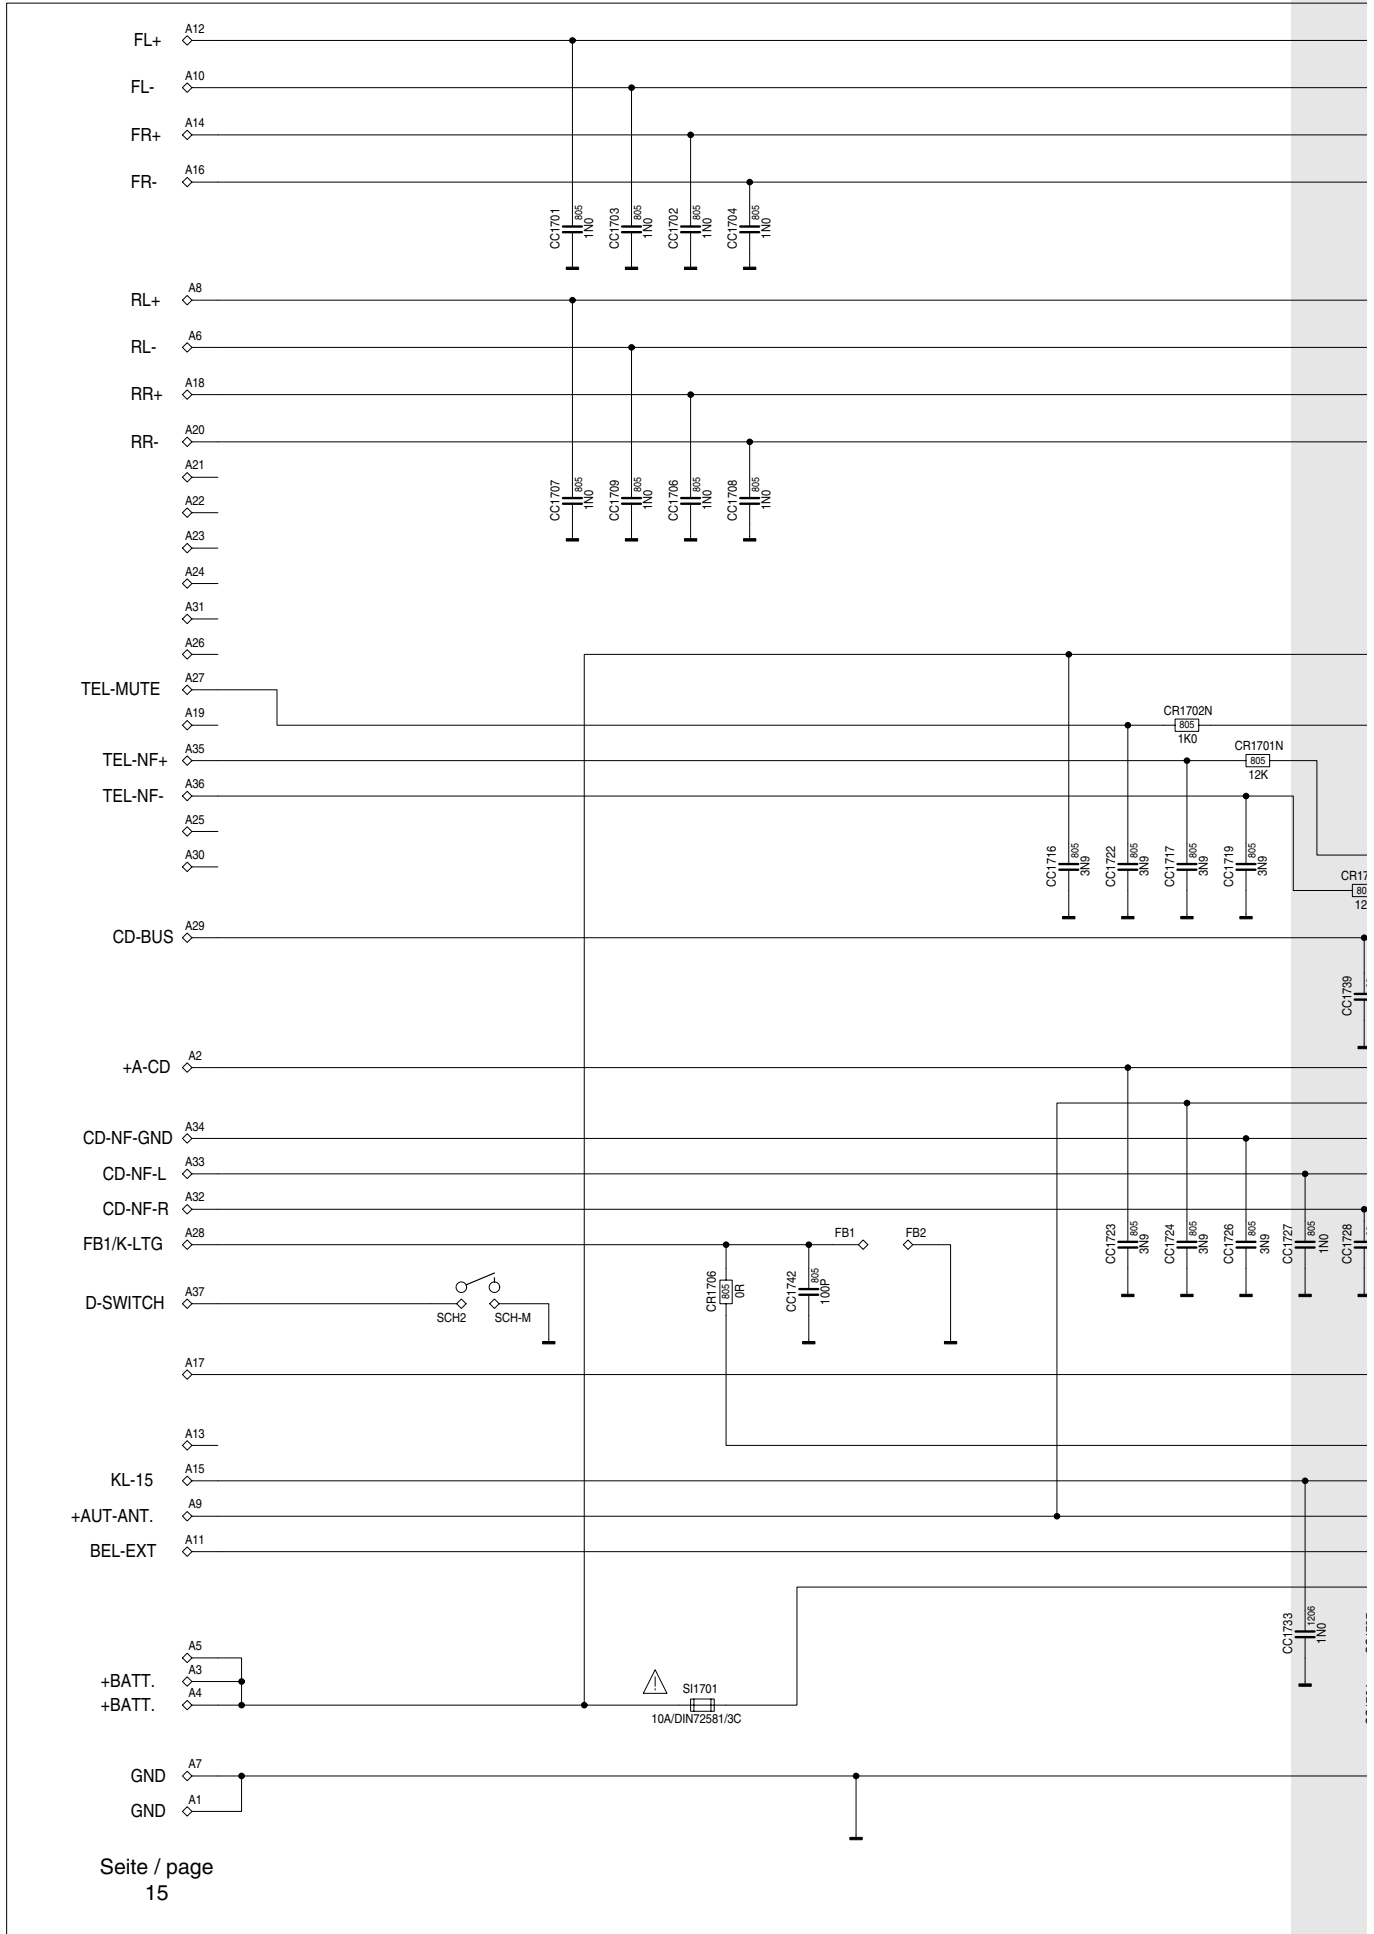 FL+ A12
FL- A10
FR+ A14
FR- A16
CC1701 805 1N0
CC1703 805 1N0
CC1702 805 1N0
CC1704 805 1N0
RL+ A8
RL- A6
RR+ A18
RR- A20
A21
A22
A23
A24
A31
A26
CC1707 805 1N0
CC1709 805 1N0
CC1706 805 1N0
CC1708 805 1N0
TEL-MUTE A27
A19
CR1702N 805 1K0
TEL-NF+ A35
CR1701N 805 12K
TEL-NF- A36
A25
A30
CC1716 805 3N9
CC1722 805 3N9
CC1717 805 3N9
CC1719 805 3N9
CR17
80
12
CD-BUS A29
CC1739
+A-CD A2
CD-NF-GND A34
CD-NF-L A33
CD-NF-R A32
FB1/K-LTG A28
FB1 FB2
CC1723 805 3N9
CC1724 805 3N9
CC1726 805 3N9
CC1727 805 1N0
CC1728
CR1706 805 0R
CC1742 805 100P
D-SWITCH A37
SCH2 SCH-M
A17
A13
KL-15 A15
+AUT-ANT. A9
BEL-EXT A11
CC1733 1206 1N0
A5
+BATT. A3
+BATT. A4
SI1701
10A/DIN72581/3C
GND A7
GND A1
Seite / page
15